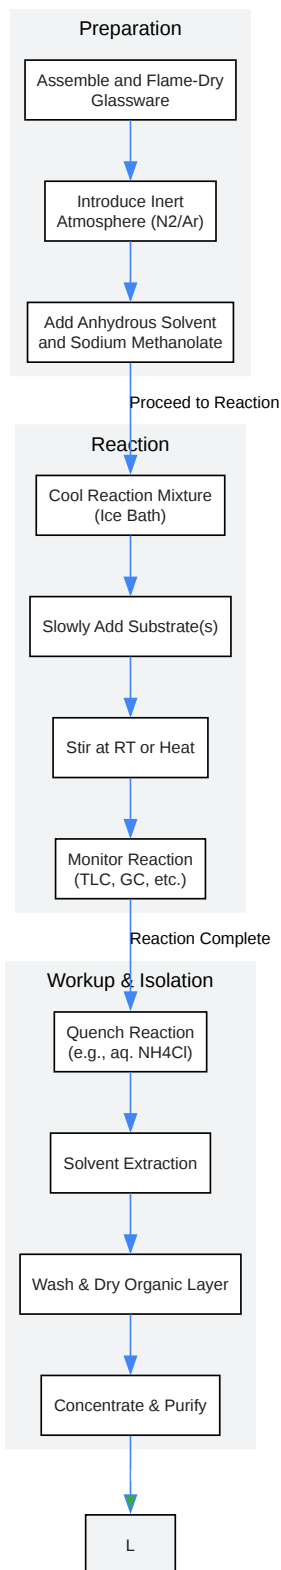 Preparation
Assemble and Flame-Dry
Glassware
Introduce Inert
Atmosphere (N2/Ar)
Add Anhydrous Solvent
and Sodium Methanolate
Proceed to Reaction
Reaction
Cool Reaction Mixture
(Ice Bath)
Slowly Add Substrate(s)
Stir at RT or Heat
Monitor Reaction
(TLC, GC, etc.)
Reaction Complete
Workup & Isolation
Quench Reaction
(e.g., aq. NH4Cl)
Solvent Extraction
Wash & Dry Organic Layer
Concentrate & Purify
L